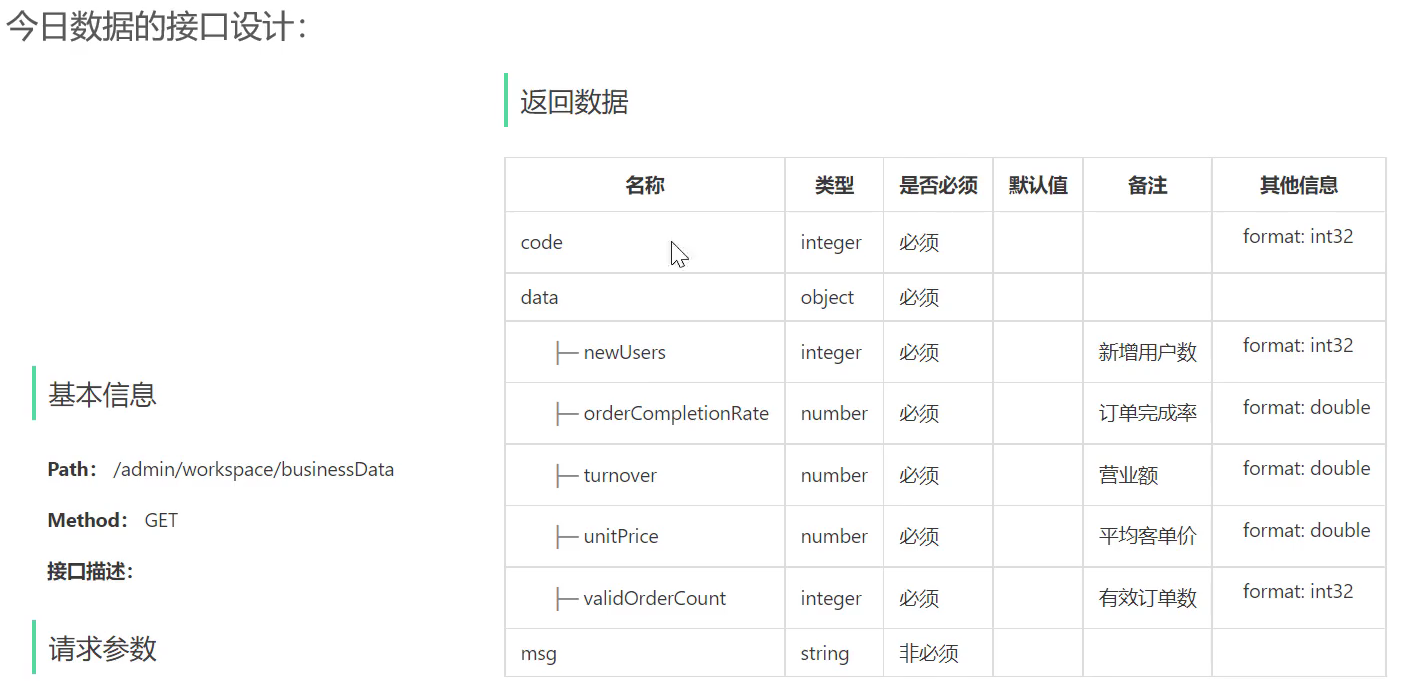 今日数据的接口设计：
基本信息
Path： /admin/workspace/businessData
Method： GET
接口描述：
请求参数
返回数据
名称 类型 是否必须 默认值 备注 其他信息
code integer 必须 format: int32
data object 必须
├─ newUsers integer 必须 新增用户数 format: int32
├─ orderCompletionRate number 必须 订单完成率 format: double
├─ turnover number 必须 营业额 format: double
├─ unitPrice number 必须 平均客单价 format: double
├─ validOrderCount integer 必须 有效订单数 format: int32
msg string 非必须